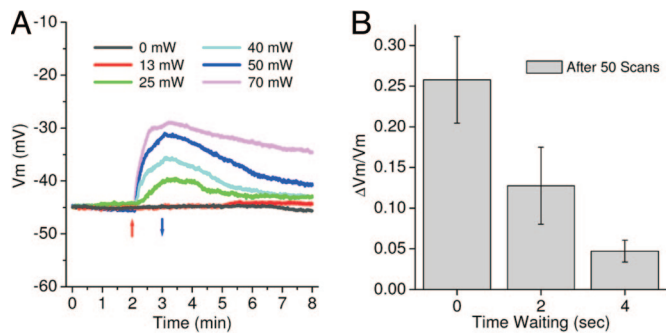 A
Vm (mV)
-10
-20
-30
-40
-50
-60
0 mW
13 mW
25 mW
40 mW
50 mW
70 mW
0 1 2 3 4 5 6 7 8
Time (min)
B
ΔVm/Vm
0.30
0.25
0.20
0.15
0.10
0.05
0.00
After 50 Scans
0 2 4
Time Waiting (sec)